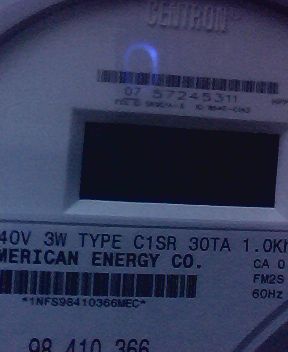 CENTRON
07 57245311
40V 3W TYPE C1SR 30TA 1.0Kh
MERICAN ENERGY CO.
CA 0
FM2S
60Hz
*1NFS98410366MEC*
98 410 366